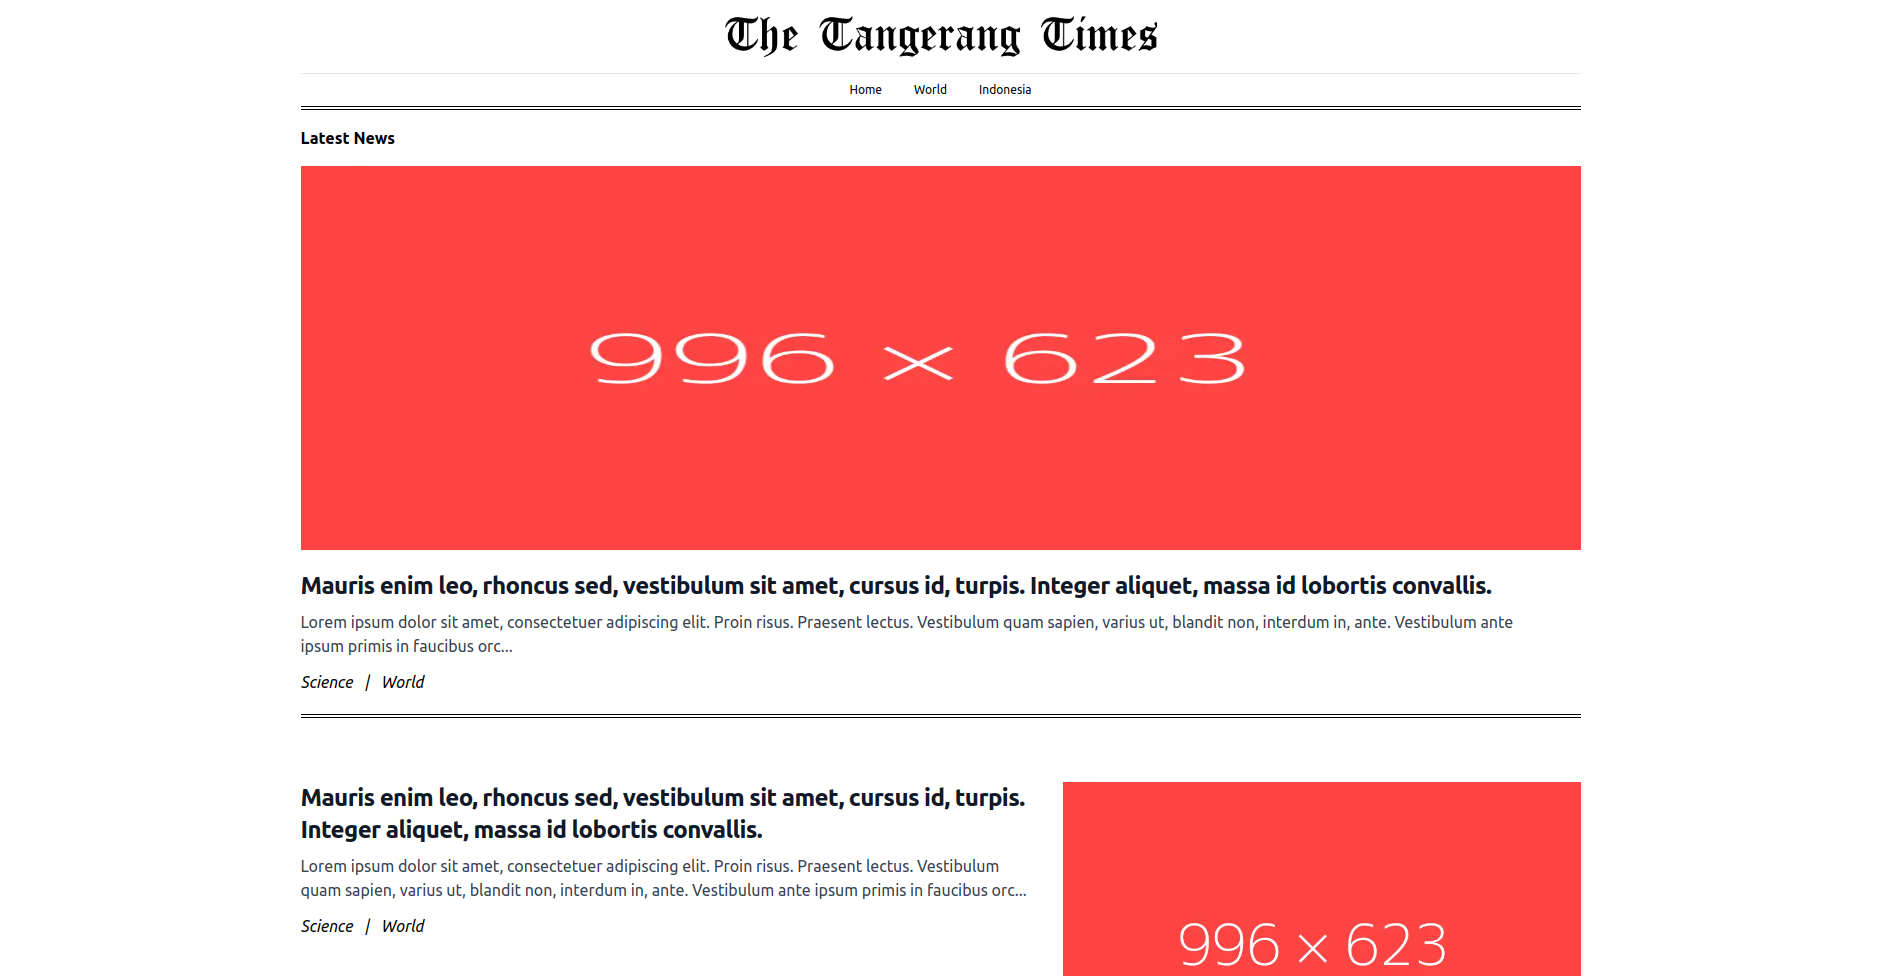 The Tangerang Times
Home World Indonesia
Latest News
996 × 623
Mauris enim leo, rhoncus sed, vestibulum sit amet, cursus id, turpis. Integer aliquet, massa id lobortis convallis.
Lorem ipsum dolor sit amet, consectetuer adipiscing elit. Proin risus. Praesent lectus. Vestibulum quam sapien, varius ut, blandit non, interdum in, ante. Vestibulum ante
ipsum primis in faucibus orc...
Science | World
Mauris enim leo, rhoncus sed, vestibulum sit amet, cursus id, turpis.
Integer aliquet, massa id lobortis convallis.
Lorem ipsum dolor sit amet, consectetuer adipiscing elit. Proin risus. Praesent lectus. Vestibulum
quam sapien, varius ut, blandit non, interdum in, ante. Vestibulum ante ipsum primis in faucibus orc...
Science | World
996 × 623